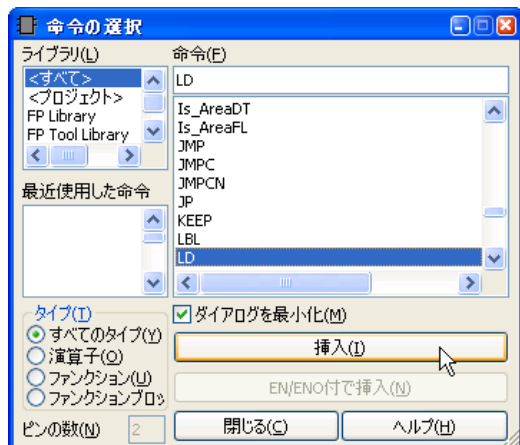 命令の選択
ライブラリ(L)
<すべて>
<プロジェクト>
FP Library
FP Tool Library
最近使用した命令
命令(F)
LD
Is_AreaDT
Is_AreaFL
JMP
JMPC
JMPCN
JP
KEEP
LBL
LD
タイプ(T)
すべてのタイプ(Y)
演算子(O)
ファンクション(U)
ファンクションブロッ
ピンの数(N) 2
ダイアログを最小化(M)
挿入(I)
EN/ENO付で挿入(N)
閉じる(C)
ヘルプ(H)